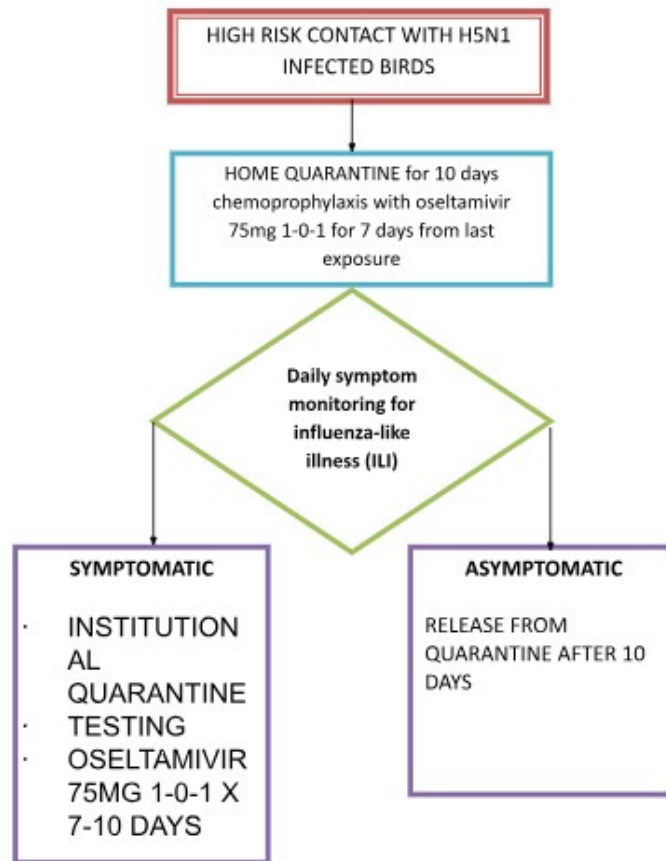 HIGH RISK CONTACT WITH H5N1
INFECTED BIRDS
HOME QUARANTINE for 10 days
chemoprophylaxis with oseltamivir
75mg 1-0-1 for 7 days from last
exposure
Daily symptom
monitoring for
influenza-like
illness (ILI)
SYMPTOMATIC
· INSTITUTION
AL
QUARANTINE
· TESTING
· OSELTAMIVIR
75MG 1-0-1 X
7-10 DAYS
ASYMPTOMATIC
RELEASE FROM
QUARANTINE AFTER 10
DAYS